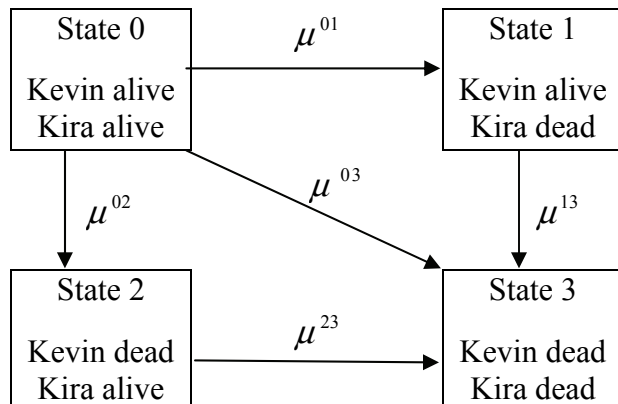 State 0
Kevin alive
Kira alive
μ⁰¹
State 1
Kevin alive
Kira dead
μ⁰²
μ⁰³
μ¹³
State 2
Kevin dead
Kira alive
μ²³
State 3
Kevin dead
Kira dead